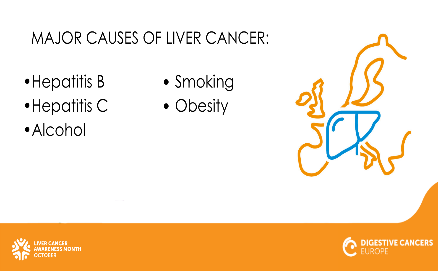 MAJOR CAUSES OF LIVER CANCER:
•Hepatitis B
•Hepatitis C
•Alcohol
• Smoking
• Obesity
LIVER CANCER
AWARENESS MONTH
OCTOBER
DIGESTIVE CANCERS
EUROPE